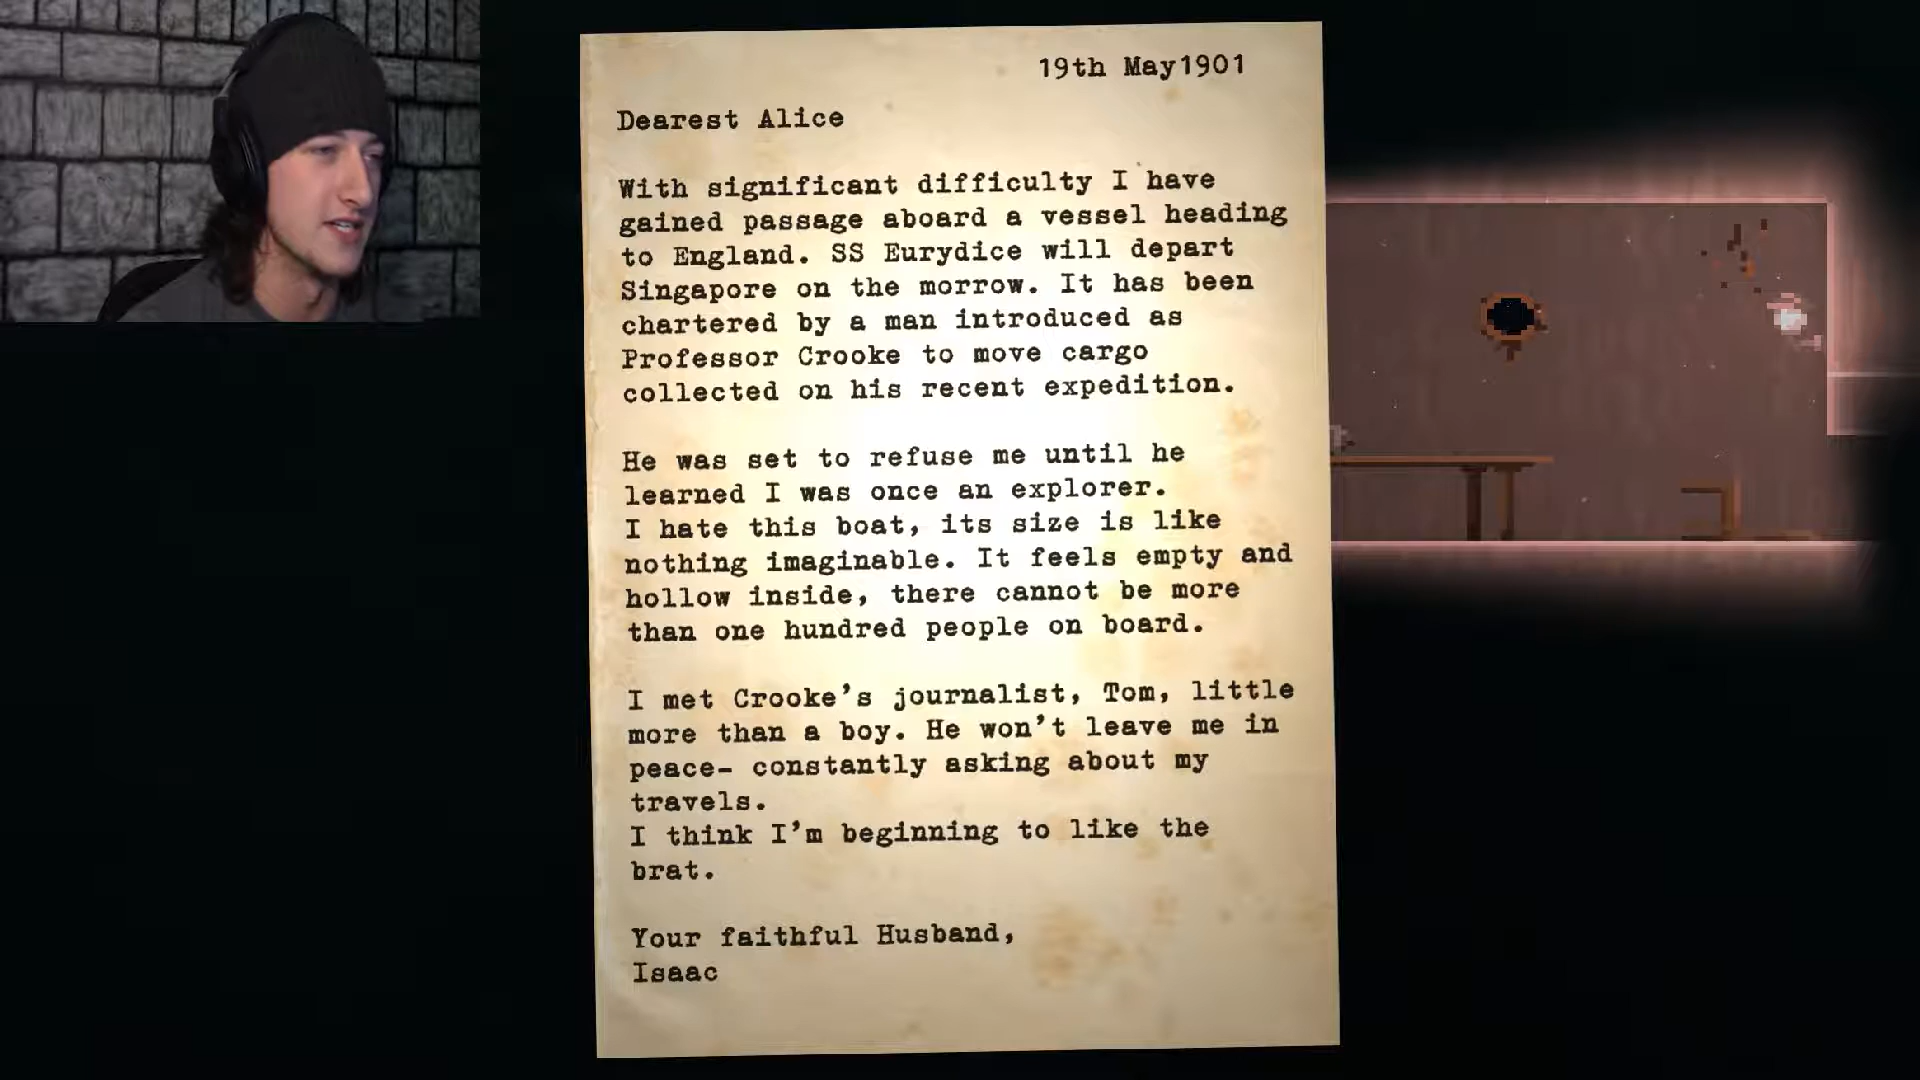 19th May1901
Dearest Alice
With significant difficulty I have
gained passage aboard a vessel heading
to England. SS Eurydice will depart
Singapore on the morrow. It has been
chartered by a man introduced as
Professor Crooke to move cargo
collected on his recent expedition.
He was set to refuse me until he
learned I was once an explorer.
I hate this boat, its size is like
nothing imaginable. It feels empty and
hollow inside, there cannot be more
than one hundred people on board.
I met Crooke's journalist, Tom, little
more than a boy. He won't leave me in
peace- constantly asking about my
travels.
I think I'm beginning to like the
brat.
Your faithful Husband,
Isaac